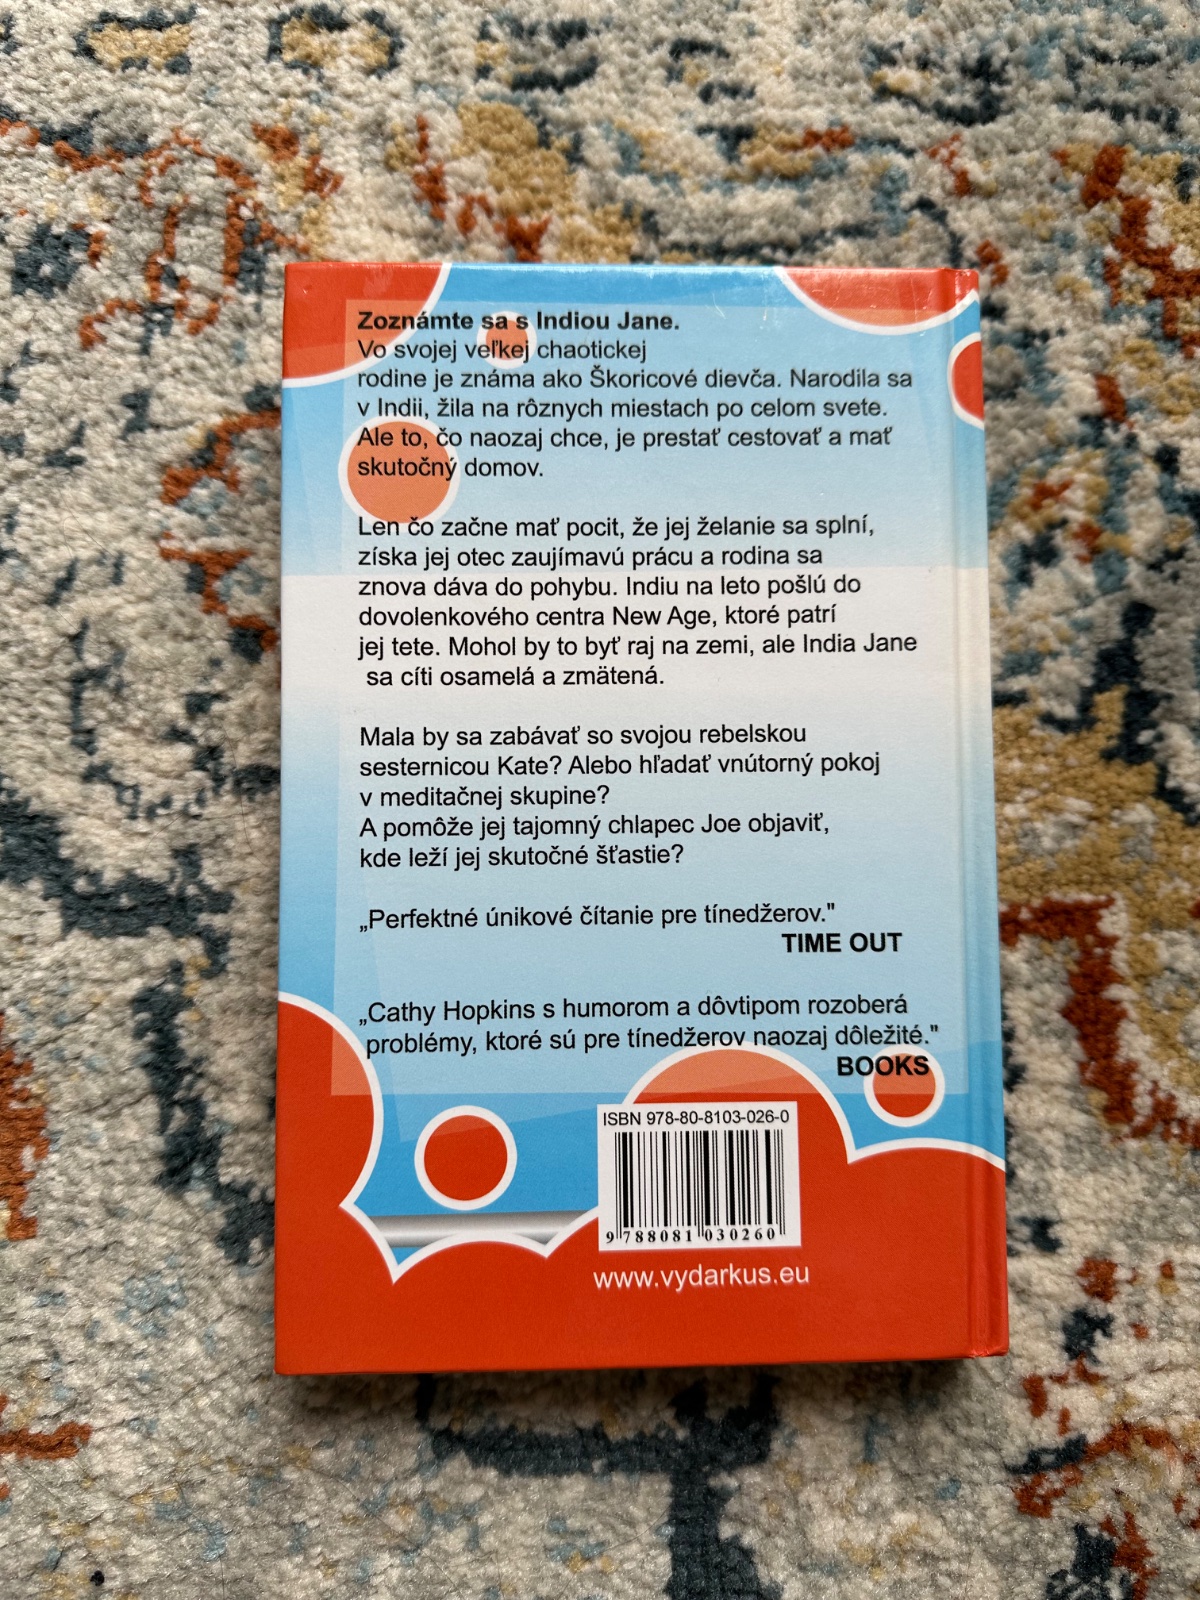 Zoznámte sa s Indiou Jane.
Vo svojej veľkej chaotickej
rodine je známa ako Škoricové dievča. Narodila sa
v Indii, žila na rôznych miestach po celom svete.
Ale to, čo naozaj chce, je prestať cestovať a mať
skutočný domov.
Len čo začne mať pocit, že jej želanie sa splní,
získa jej otec zaujímavú prácu a rodina sa
znova dáva do pohybu. Indiu na leto pošlú do
dovolenkového centra New Age, ktoré patrí
jej tete. Mohol by to byť raj na zemi, ale India Jane
sa cíti osamelá a zmätená.
Mala by sa zabávať so svojou rebelskou
sesternicou Kate? Alebo hľadať vnútorný pokoj
v meditačnej skupine?
A pomôže jej tajomný chlapec Joe objaviť,
kde leží jej skutočné šťastie?
„Perfektné únikové čítanie pre tínedžerov."
TIME OUT
„Cathy Hopkins s humorom a dôvtipom rozoberá
problémy, ktoré sú pre tínedžerov naozaj dôležité."
BOOKS
ISBN 978-80-8103-026-0
9 788081 030260
www.vydarkus.eu